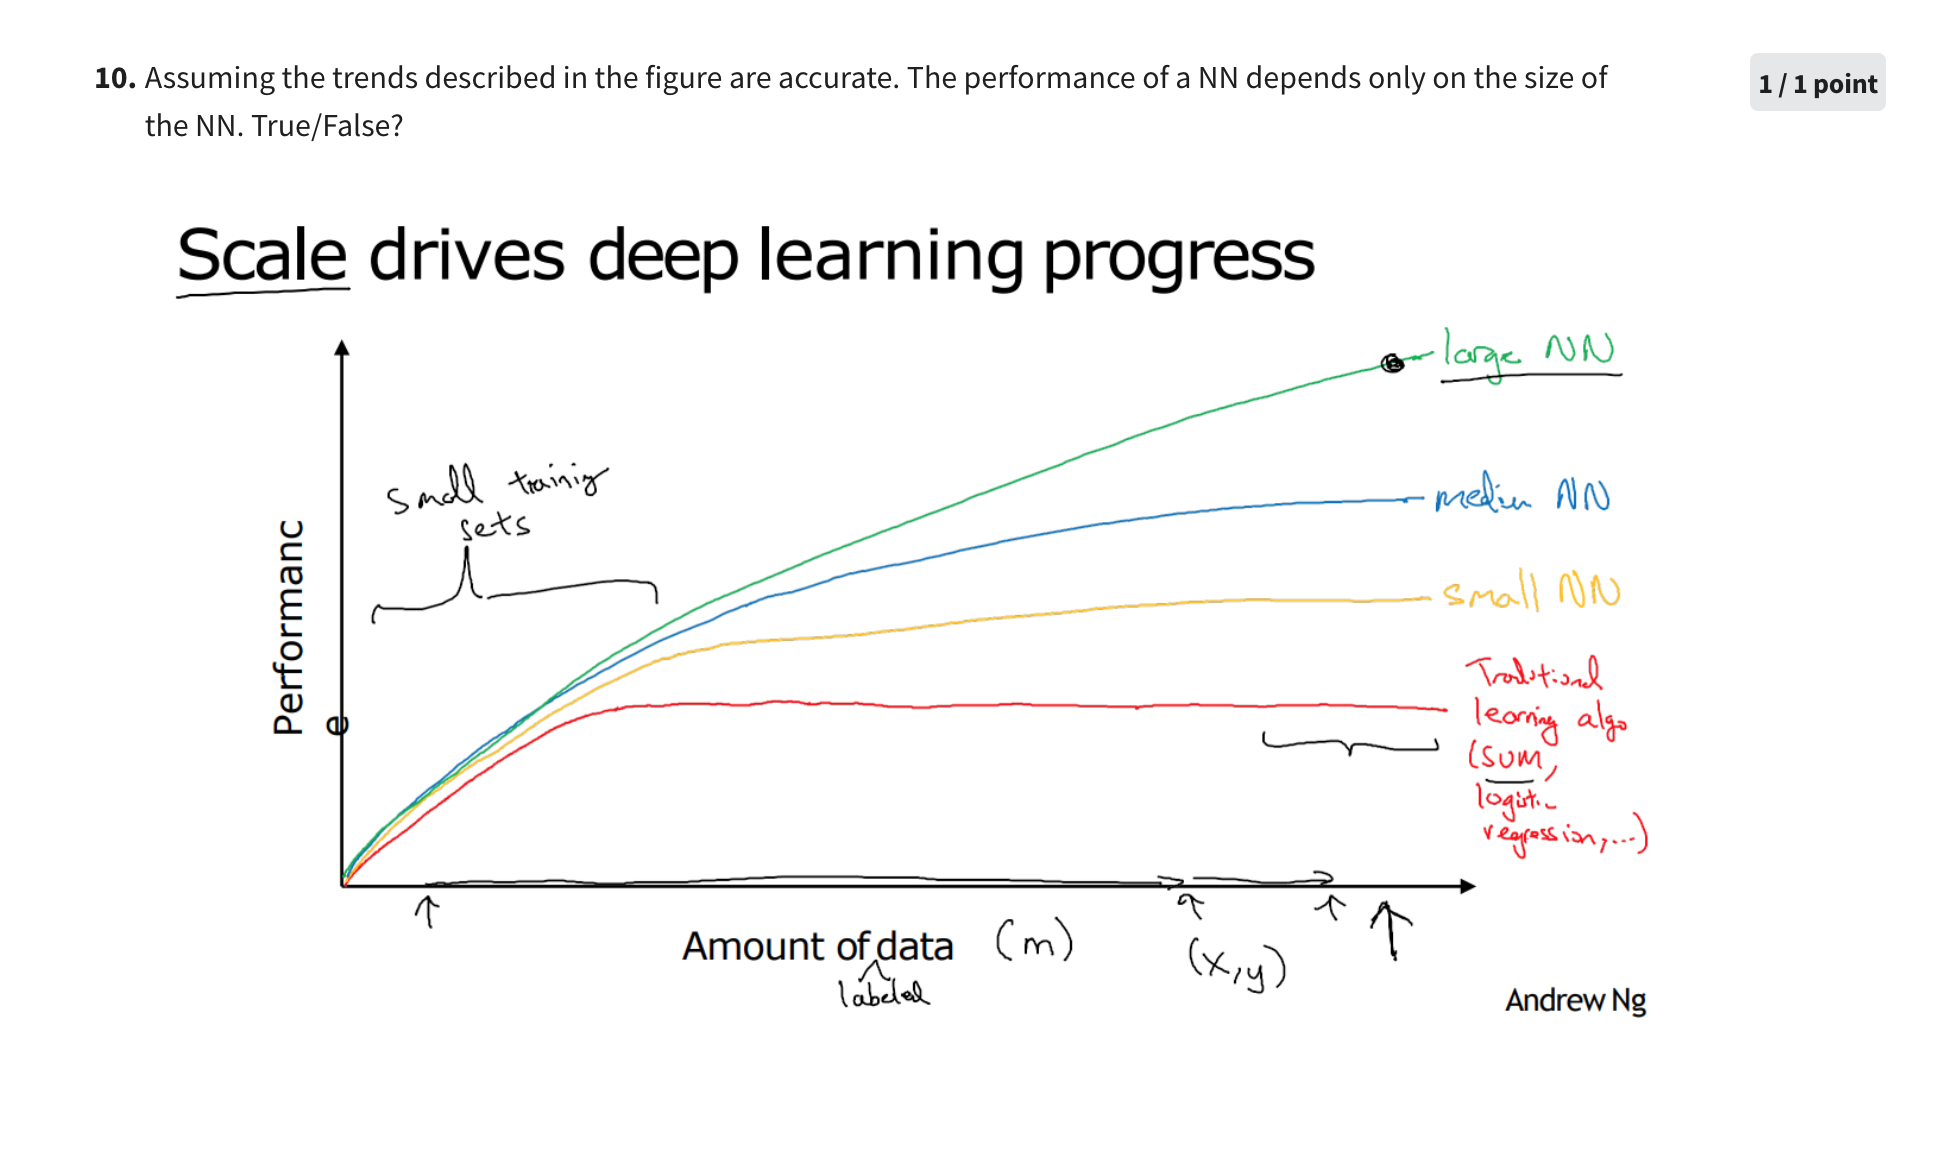 10. Assuming the trends described in the figure are accurate. The performance of a NN depends only on the size of
the NN. True/False?
1 / 1 point
Scale drives deep learning progress
large NN
medium NN
small NN
small training
sets
Performanc
e
Traditional
learning algo
(SVM,
logistic
regression,...)
Amount of data (m)
labeled
(x,y)
Andrew Ng